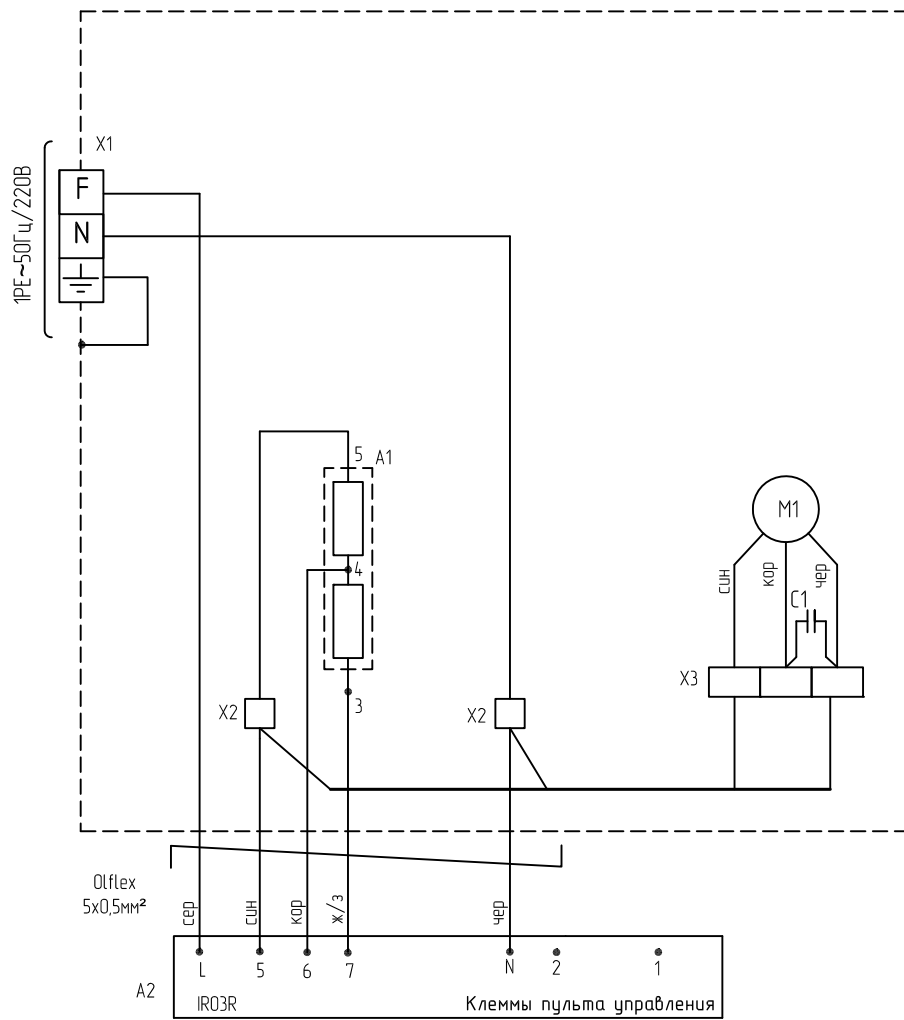 X1
F
N
1PE~50Гц/220В
5
A1
4
3
M1
син
кор
чер
C1
X3
X2
X2
Olflex
5x0,5мм²
сер
син
кор
ж/з
чер
L
5
6
7
N
2
1
A2
IR03R
Клеммы пульта управления